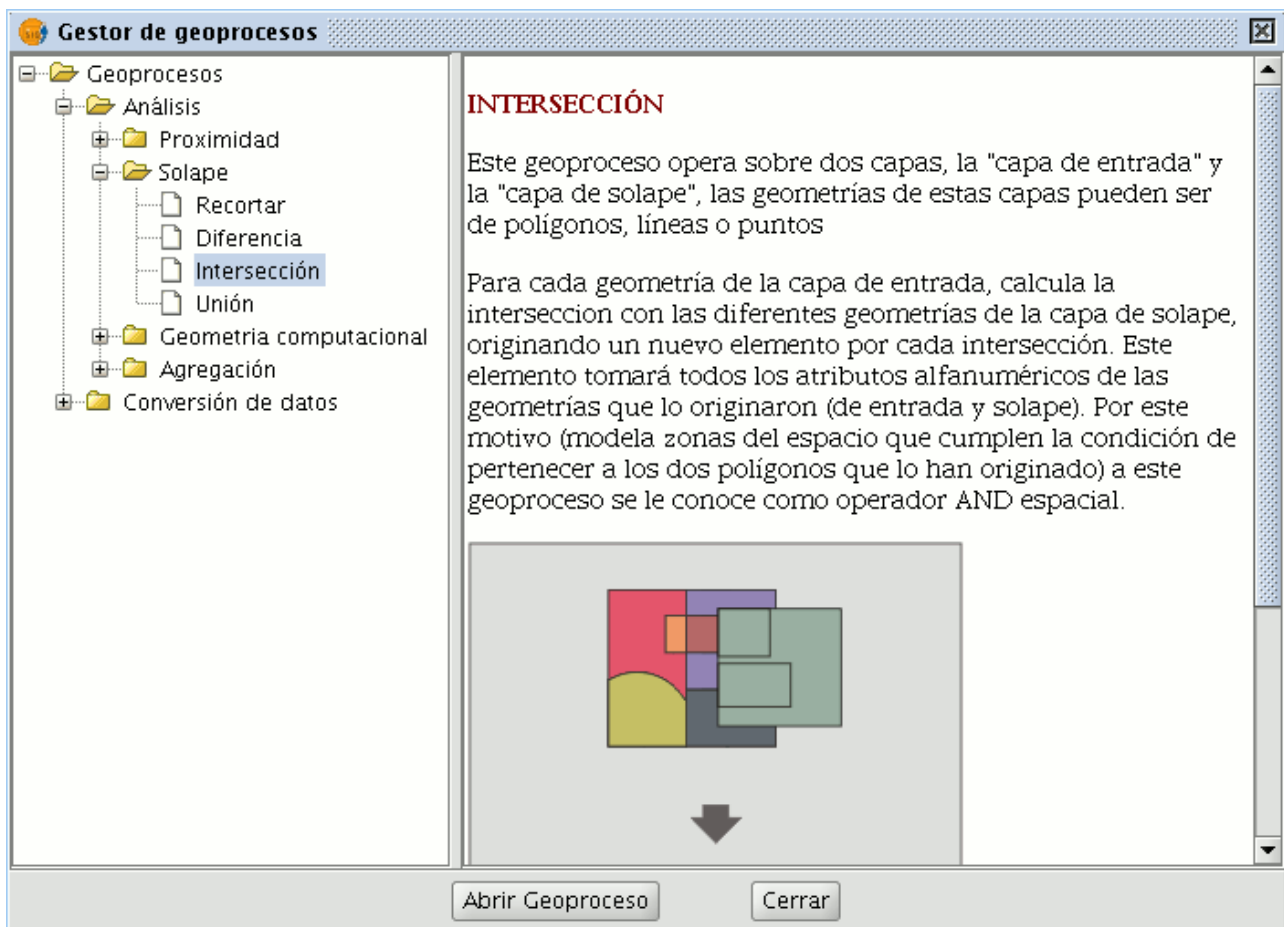 Gestor de geoprocesos
Geoprocesos
Análisis
Proximidad
Solape
Recortar
Diferencia
Intersección
Unión
Geometria computacional
Agregación
Conversión de datos
INTERSECCIÓN
Este geoproceso opera sobre dos capas, la "capa de entrada" y
la "capa de solape", las geometrías de estas capas pueden ser
de polígonos, líneas o puntos
Para cada geometría de la capa de entrada, calcula la
interseccion con las diferentes geometrías de la capa de solape,
originando un nuevo elemento por cada intersección. Este
elemento tomará todos los atributos alfanuméricos de las
geometrías que lo originaron (de entrada y solape). Por este
motivo (modela zonas del espacio que cumplen la condición de
pertenecer a los dos polígonos que lo han originado) a este
geoproceso se le conoce como operador AND espacial.
Abrir Geoproceso
Cerrar